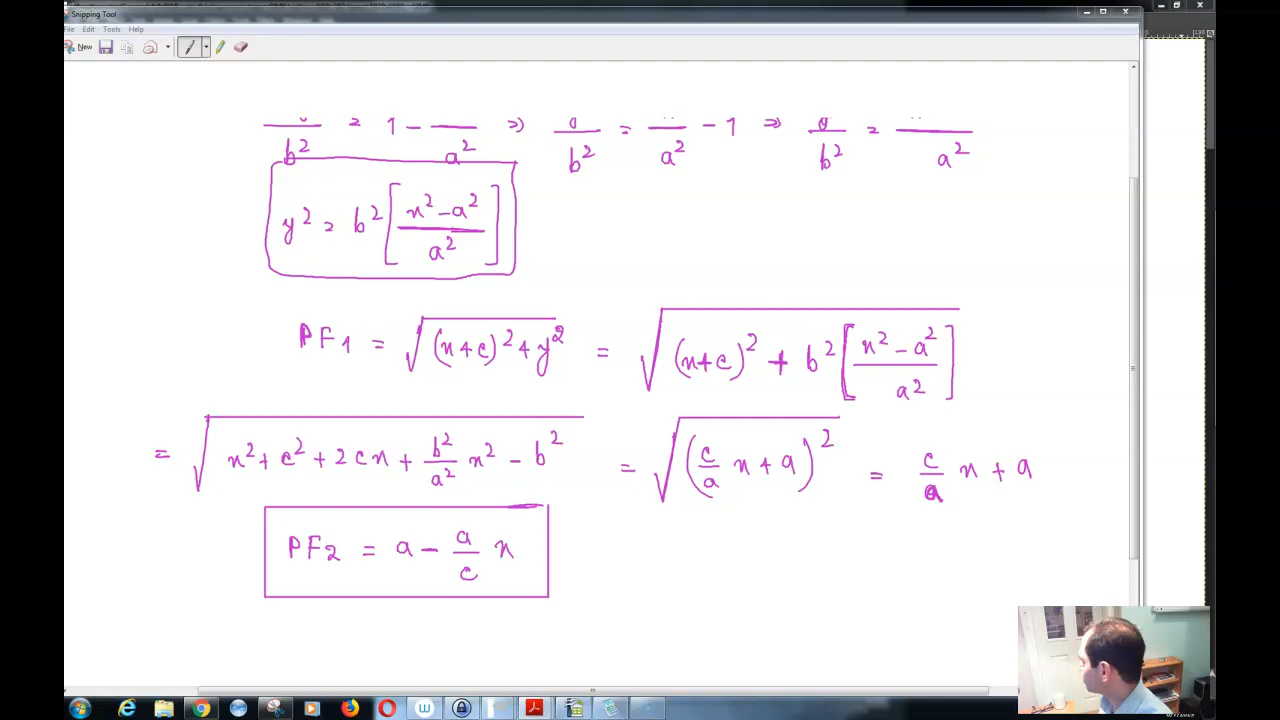 Snipping Tool
File Edit Tools Help
New
b² = 1 − a² ⇒ b² = a² − 1 ⇒ b² = a²
y² = b² [ x² − a² / a² ]
PF1 = √((x+c)² + y²) = √((x+c)² + b² [ x² − a² / a² ])
= √(x² + c² + 2cx + b²/a² x² − b²) = √((c/a x + a)²) = c/a x + a
PF2 = a − a/c x